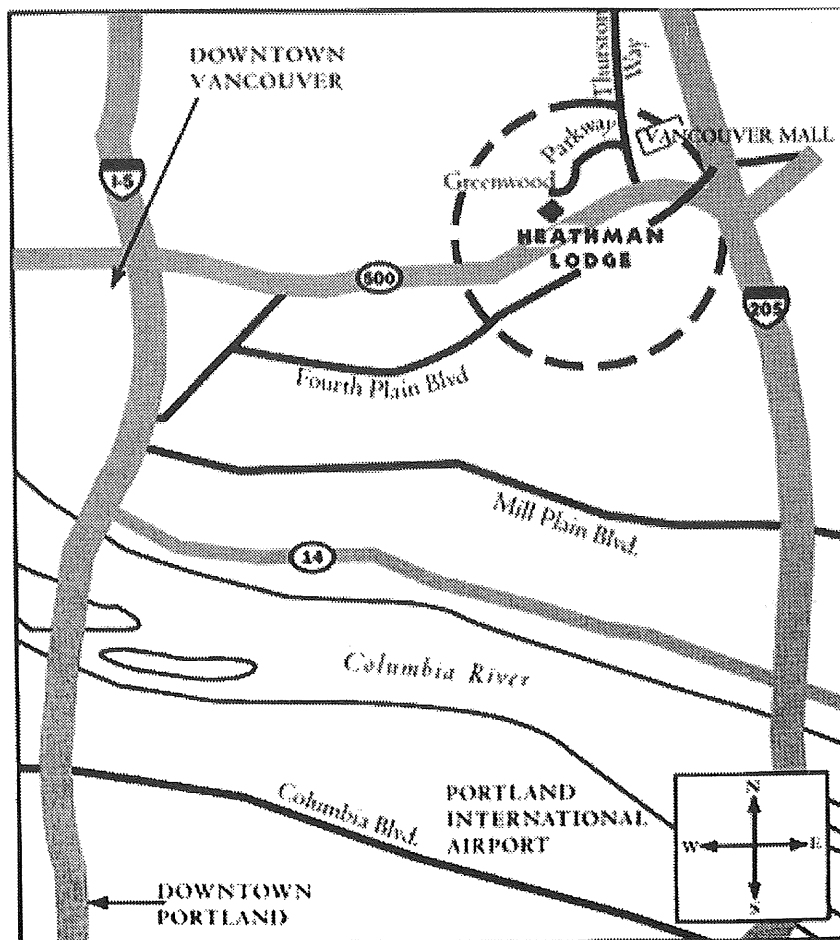 DOWNTOWN
VANCOUVER
Thurston
Way
Parkway
VANCOUVER MALL
Greenwood
I-5
HEATHMAN
LODGE
500
205
Fourth Plain Blvd
Mill Plain Blvd.
14
Columbia River
Columbia Blvd.
PORTLAND
INTERNATIONAL
AIRPORT
N
W
E
S
DOWNTOWN
PORTLAND